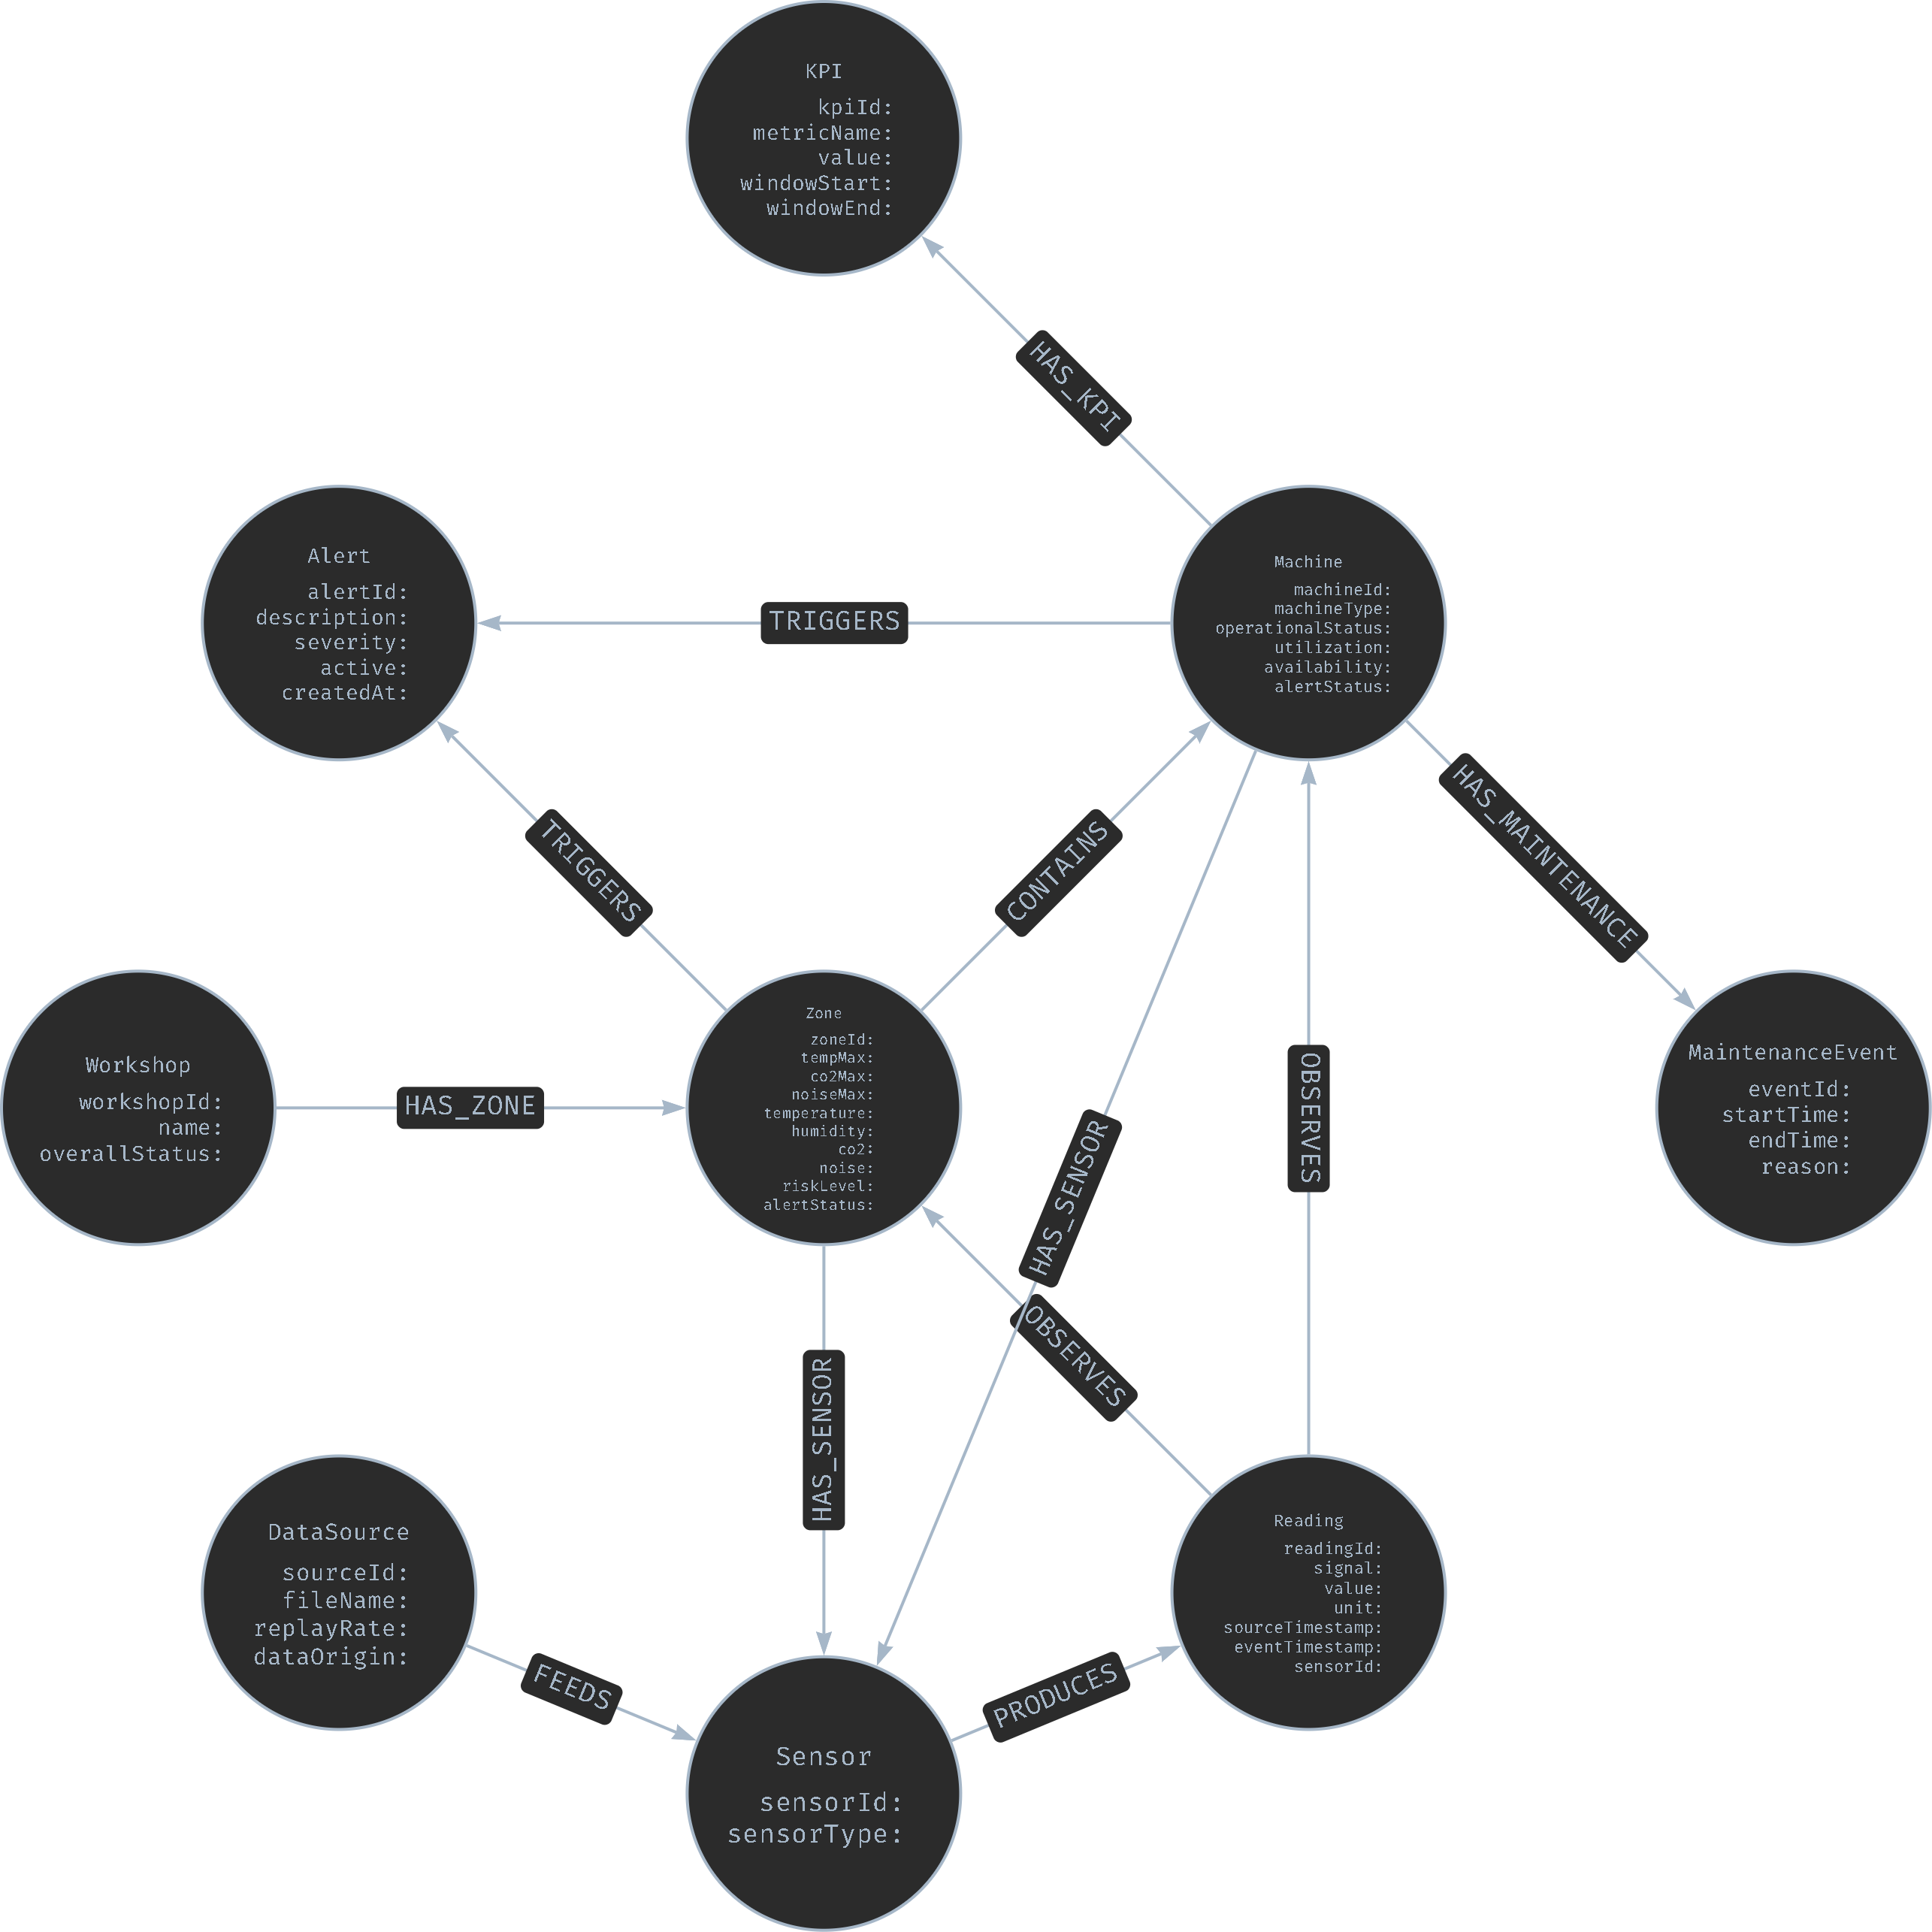 KPI
kpiId:
metricName:
value:
windowStart:
windowEnd:
HAS_KPI
Alert
alertId:
description:
severity:
active:
createdAt:
TRIGGERS
Machine
machineId:
machineType:
operationalStatus:
utilization:
availability:
alertStatus:
TRIGGERS
CONTAINS
HAS_MAINTENANCE
Workshop
workshopId:
name:
overallStatus:
HAS_ZONE
Zone
zoneId:
tempMax:
co2Max:
noiseMax:
temperature:
humidity:
co2:
noise:
riskLevel:
alertStatus:
HAS_SENSOR
OBSERVES
MaintenanceEvent
eventId:
startTime:
endTime:
reason:
OBSERVES
HAS_SENSOR
DataSource
sourceId:
fileName:
replayRate:
dataOrigin:
FEEDS
Sensor
sensorId:
sensorType:
PRODUCES
Reading
readingId:
signal:
value:
unit:
sourceTimestamp:
eventTimestamp:
sensorId: